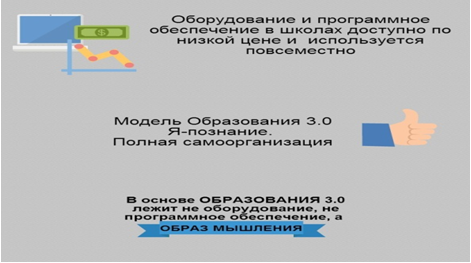 Оборудование и программное
обеспечение в школах доступно по
низкой цене и используется
повсеместно
Модель Образования 3.0
Я-познание.
Полная самоорганизация
В основе ОБРАЗОВАНИЯ 3.0
лежит не оборудование, не
программное обеспечение, а
ОБРАЗ МЫШЛЕНИЯ